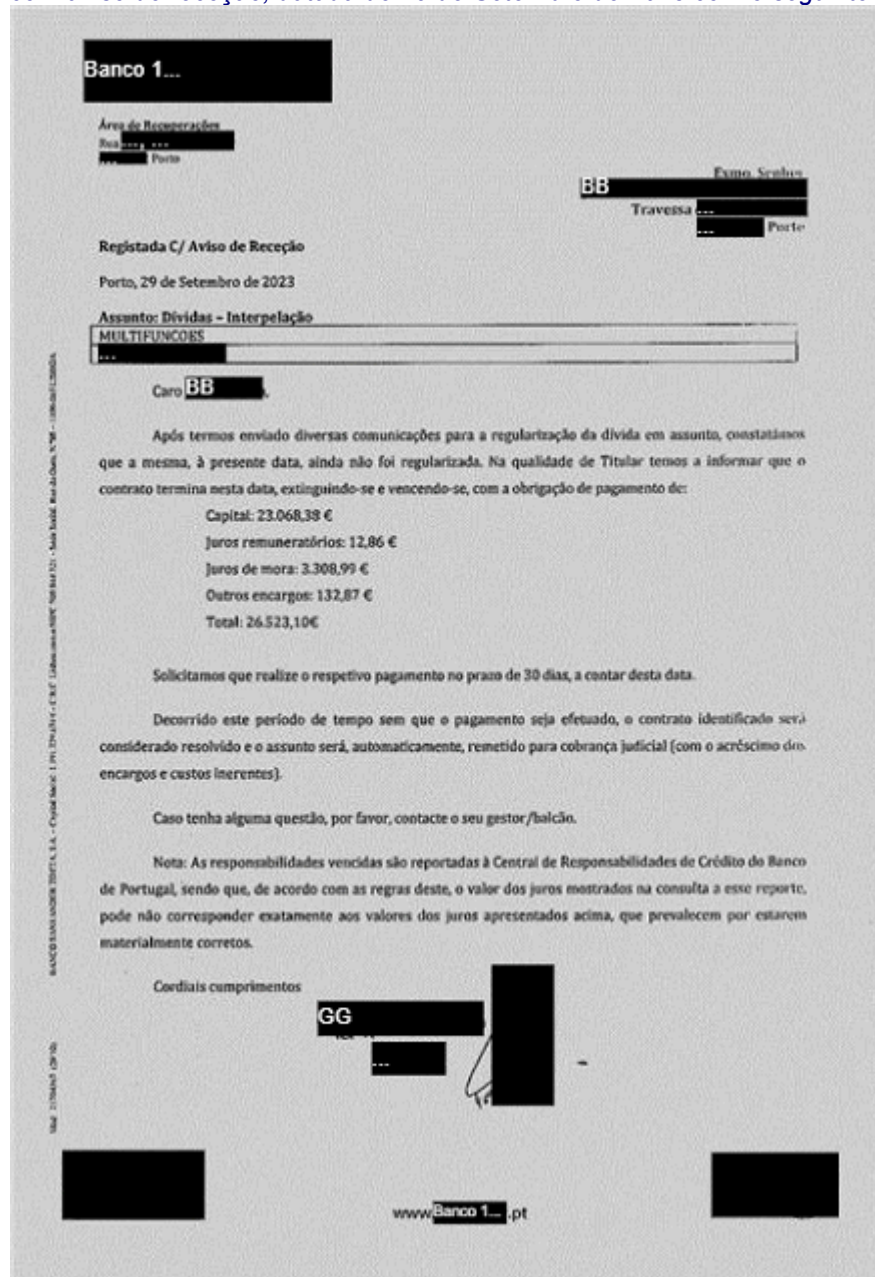 Banco 1...
Área de Recuperações
Rua ..., ...
... Porto
Exmo. Senhor
BB
Travessa ...
... Porto
Registada C/ Aviso de Receção
Porto, 29 de Setembro de 2023
Assunto: Dívidas – Interpelação
MULTIFUNCOES
...
Caro BB,
Após termos enviado diversas comunicações para a regularização da dívida em assunto, constatámos
que a mesma, à presente data, ainda não foi regularizada. Na qualidade de Titular temos a informar que o
contrato termina nesta data, extinguindo-se e vencendo-se, com a obrigação de pagamento de:
Capital: 23.068,38 €
Juros remuneratórios: 12,86 €
Juros de mora: 3.308,99 €
Outros encargos: 132,87 €
Total: 26.523,10€
Solicitamos que realize o respetivo pagamento no prazo de 30 dias, a contar desta data.
Decorrido este período de tempo sem que o pagamento seja efetuado, o contrato identificado será
considerado resolvido e o assunto será, automaticamente, remetido para cobrança judicial (com o acréscimo dos
encargos e custos inerentes).
Caso tenha alguma questão, por favor, contacte o seu gestor/balcão.
Nota: As responsabilidades vencidas são reportadas à Central de Responsabilidades de Crédito do Banco
de Portugal, sendo que, de acordo com as regras deste, o valor dos juros mostrados na consulta a esse reporte,
pode não corresponder exatamente aos valores dos juros apresentados acima, que prevalecem por estarem
materialmente corretos.
Cordiais cumprimentos
GG
...
www.Banco 1... .pt